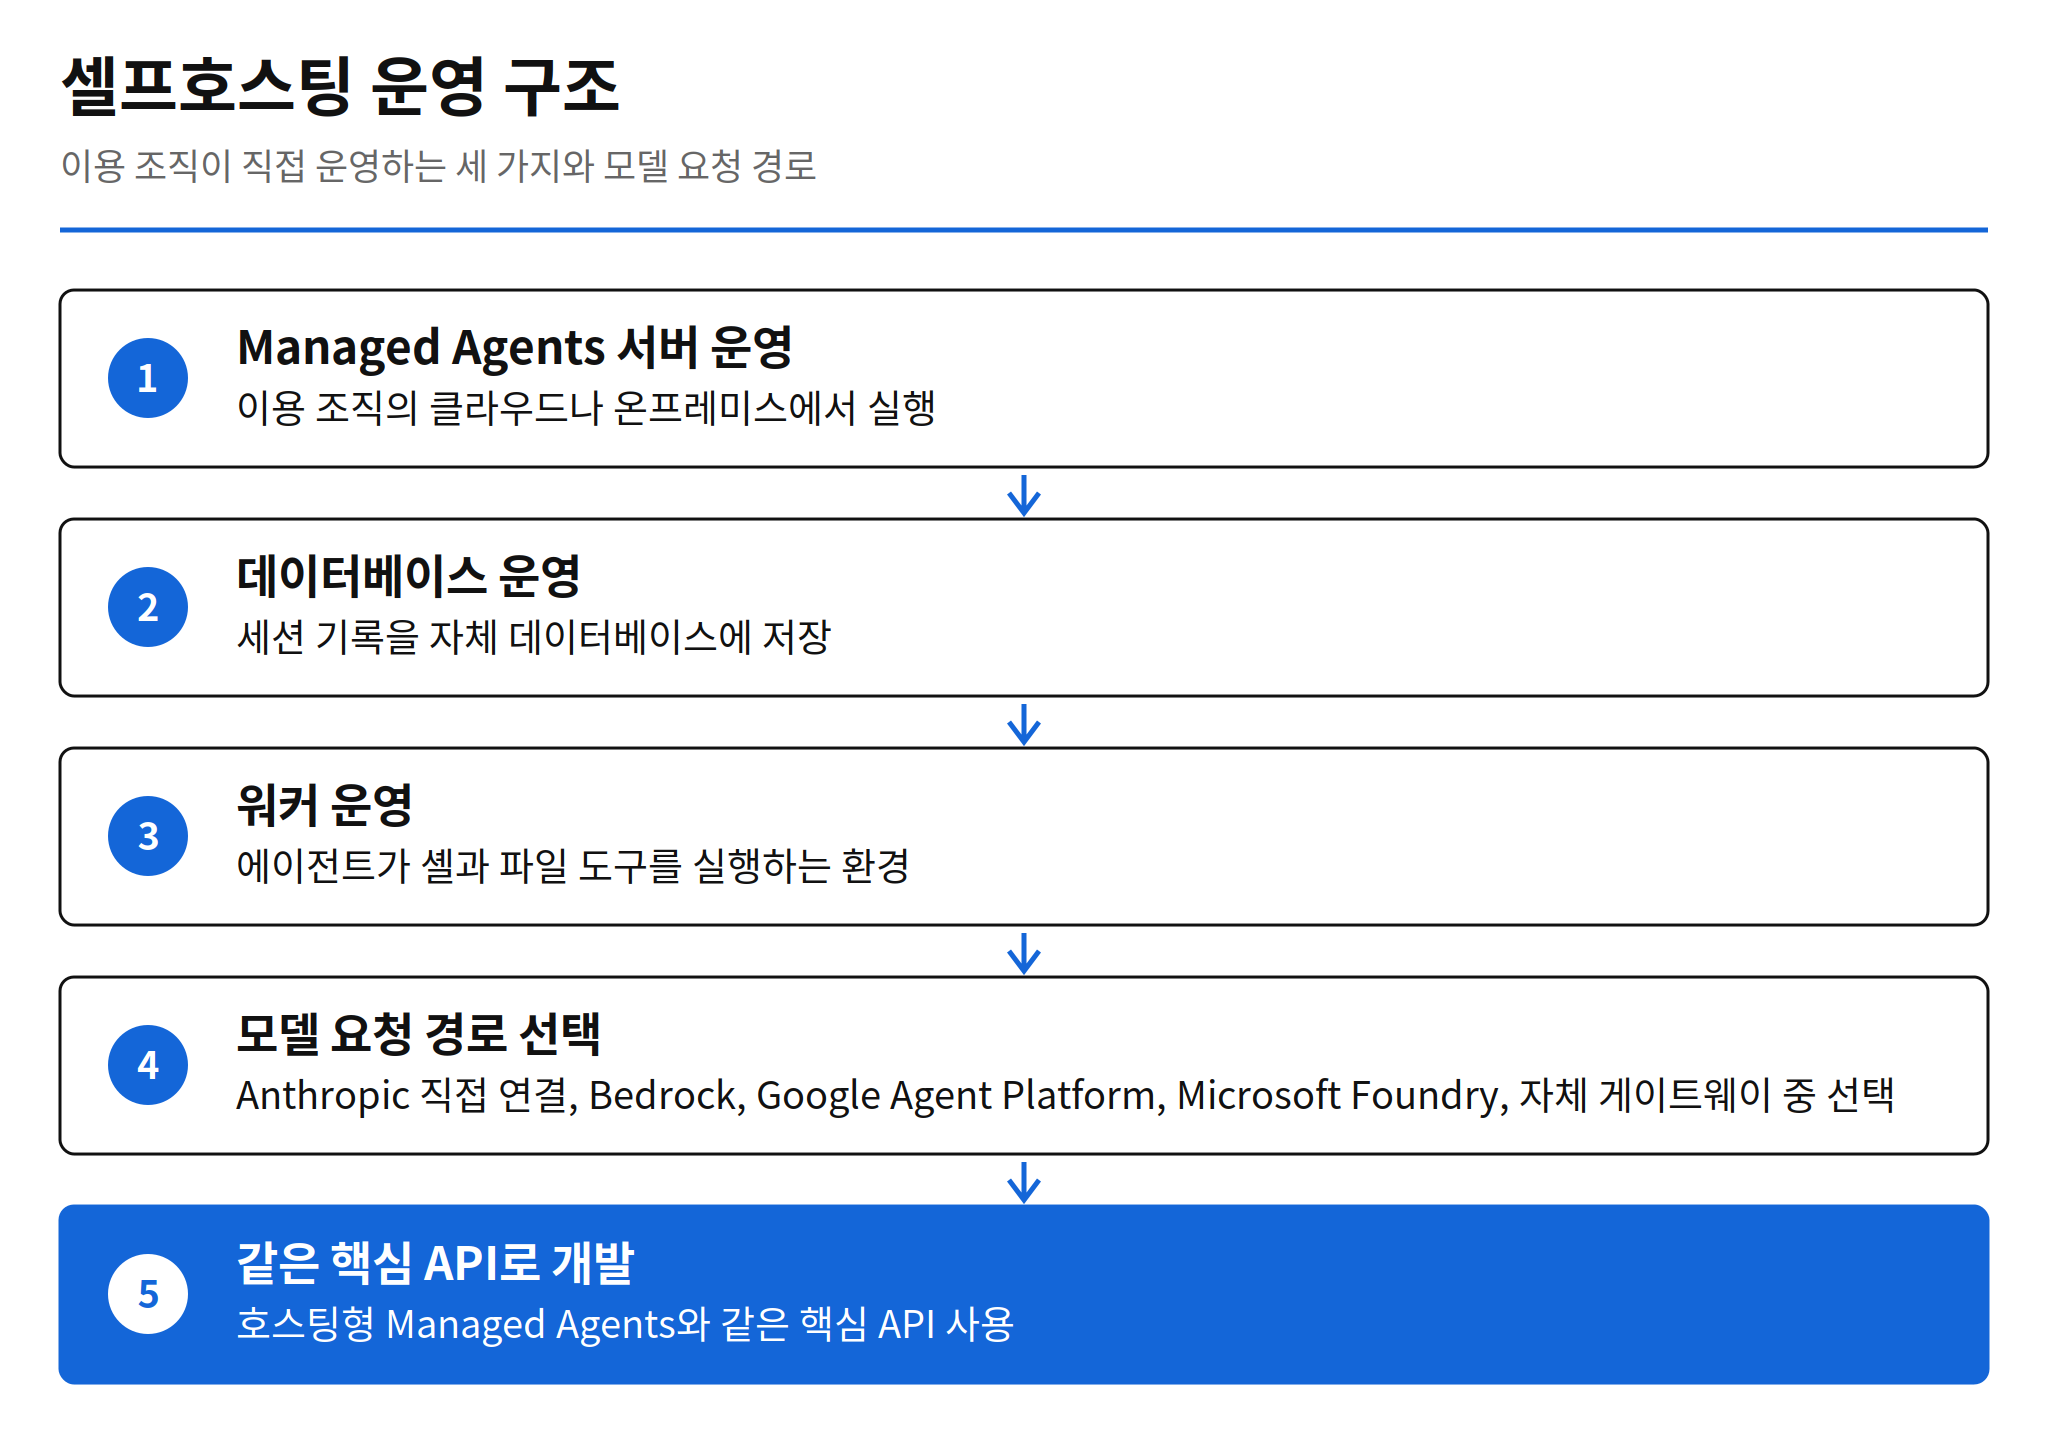 셀프호스팅 운영 구조
이용 조직이 직접 운영하는 세 가지와 모델 요청 경로
1
Managed Agents 서버 운영
이용 조직의 클라우드나 온프레미스에서 실행
2
데이터베이스 운영
세션 기록을 자체 데이터베이스에 저장
3
워커 운영
에이전트가 셸과 파일 도구를 실행하는 환경
4
모델 요청 경로 선택
Anthropic 직접 연결, Bedrock, Google Agent Platform, Microsoft Foundry, 자체 게이트웨이 중 선택
5
같은 핵심 API로 개발
호스팅형 Managed Agents와 같은 핵심 API 사용